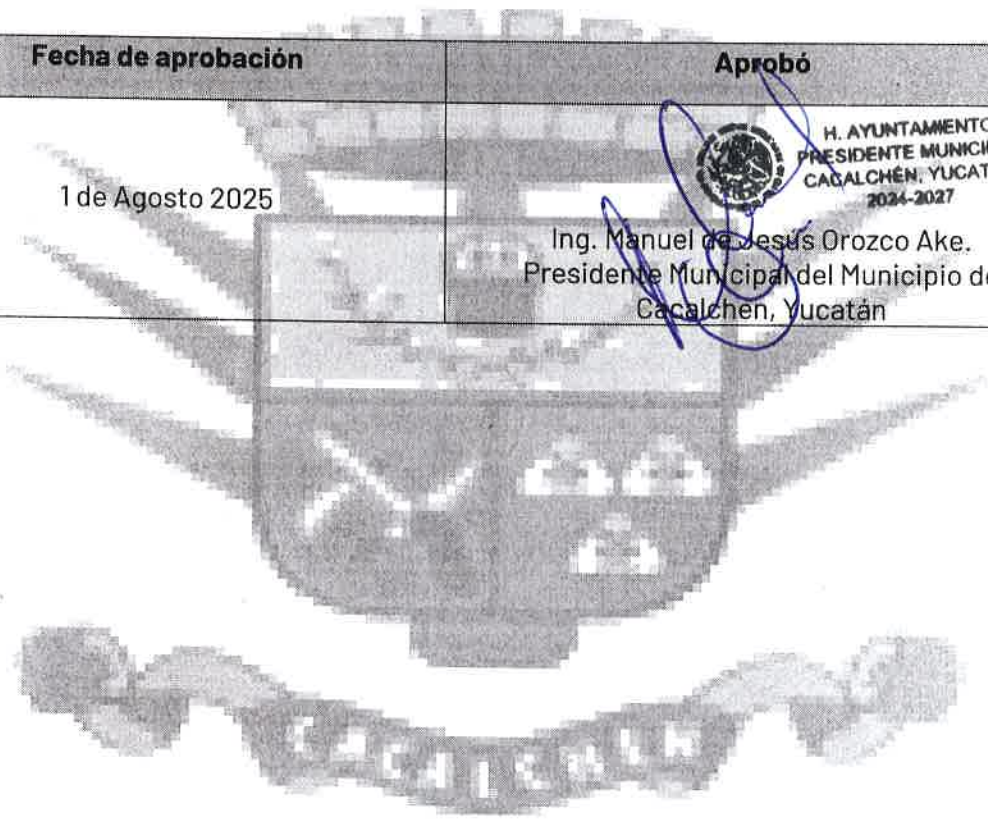 Fecha de aprobación
Aprobó
1 de Agosto 2025
H. AYUNTAMIENTO
PRESIDENTE MUNICI
CACALCHÉN, YUCAT
2024-2027
Ing. Manuel de Jesús Orozco Ake.
Presidente Municipal del Municipio de
Cacalchen, Yucatán